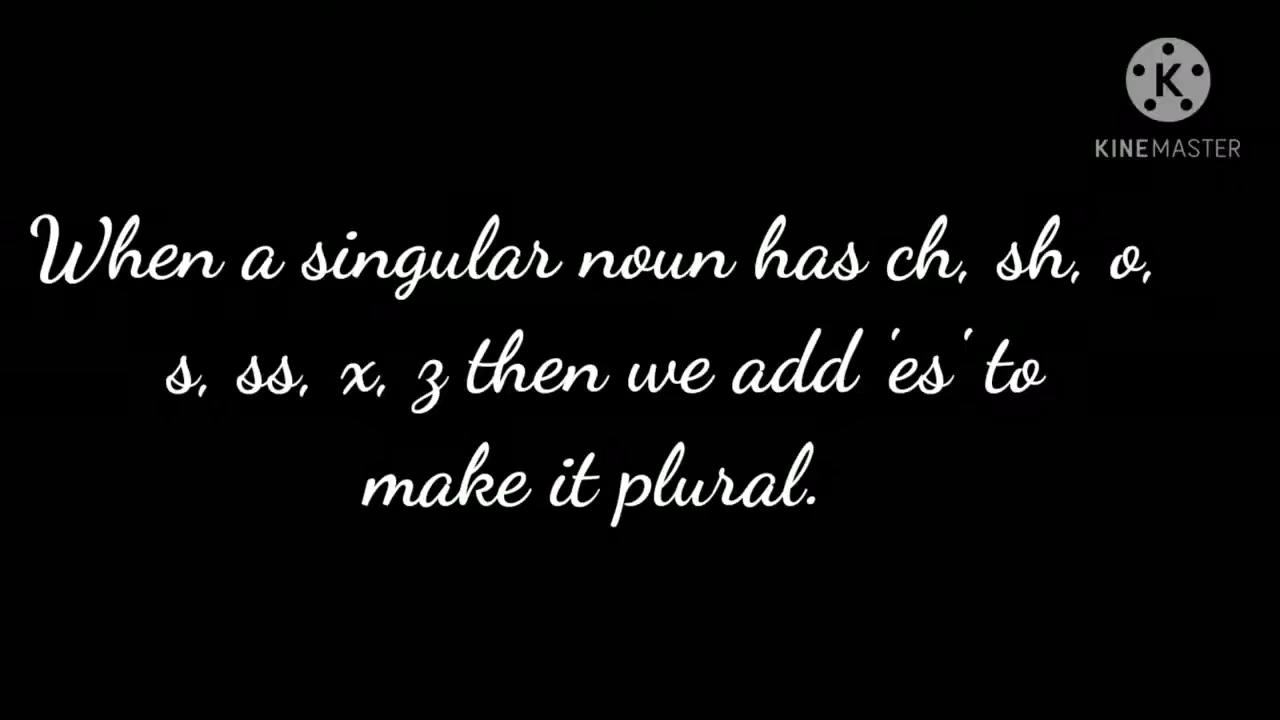 KINEMASTER
When a singular noun has ch, sh, o,
s, ss, x, z then we add 'es' to
make it plural.